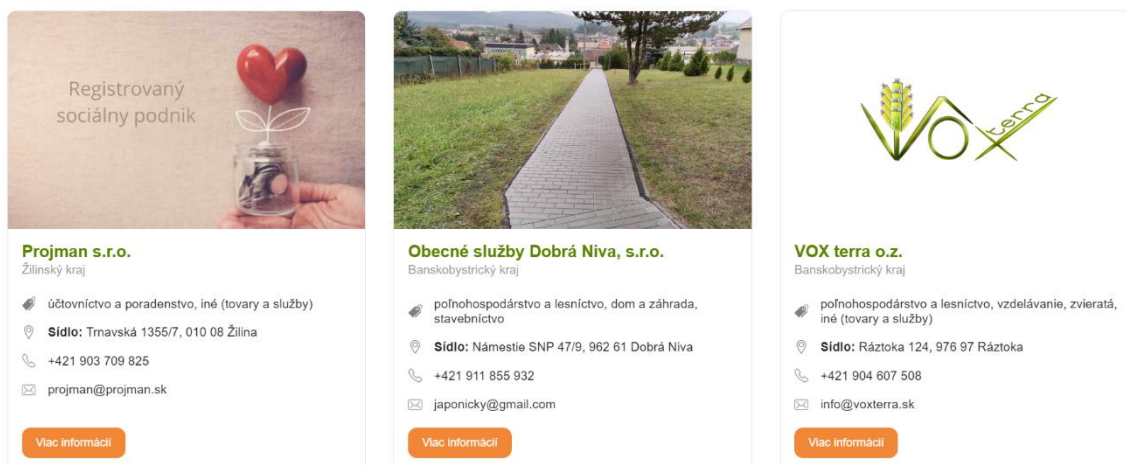 Registrovaný
sociálny podnik
Projman s.r.o.
Žilinský kraj
účtovníctvo a poradenstvo, iné (tovary a služby)
Sídlo: Trnavská 1355/7, 010 08 Žilina
+421 903 709 825
projman@projman.sk
Viac informácií
Obecné služby Dobrá Niva, s.r.o.
Banskobystrický kraj
poľnohospodárstvo a lesníctvo, dom a záhrada,
stavebníctvo
Sídlo: Námestie SNP 47/9, 962 61 Dobrá Niva
+421 911 855 932
japonicky@gmail.com
Viac informácií
VOX terra
VOX terra o.z.
Banskobystrický kraj
poľnohospodárstvo a lesníctvo, vzdelávanie, zvieratá,
iné (tovary a služby)
Sídlo: Ráztoka 124, 976 97 Ráztoka
+421 904 607 508
info@voxterra.sk
Viac informácií